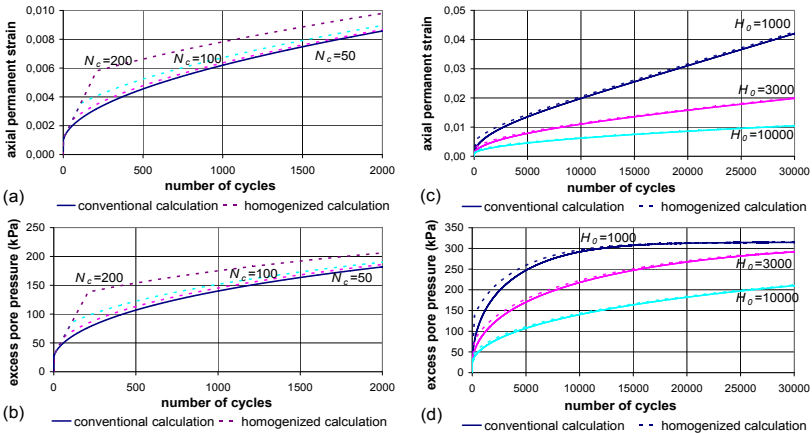 0,010
0,008
0,006
0,004
0,002
0,000
axial permanent strain
N_c=200
N_c=100
N_c=50
0
500
1000
1500
2000
number of cycles
(a)
conventional calculation
homogenized calculation
250
200
150
100
50
0
excess pore pressure (kPa)
N_c=200
N_c=100
N_c=50
0
500
1000
1500
2000
number of cycles
(b)
conventional calculation
homogenized calculation
0,05
0,04
0,03
0,02
0,01
0,00
axial permanent strain
H_0=1000
H_0=3000
H_0=10000
0
5000
10000
15000
20000
25000
30000
number of cycles
(c)
conventional calculation
homogenized calculation
350
300
250
200
150
100
50
0
excess pore pressure (kPa)
H_0=1000
H_0=3000
H_0=10000
0
5000
10000
15000
20000
25000
30000
number of cycles
(d)
conventional calculation
homogenized calculation